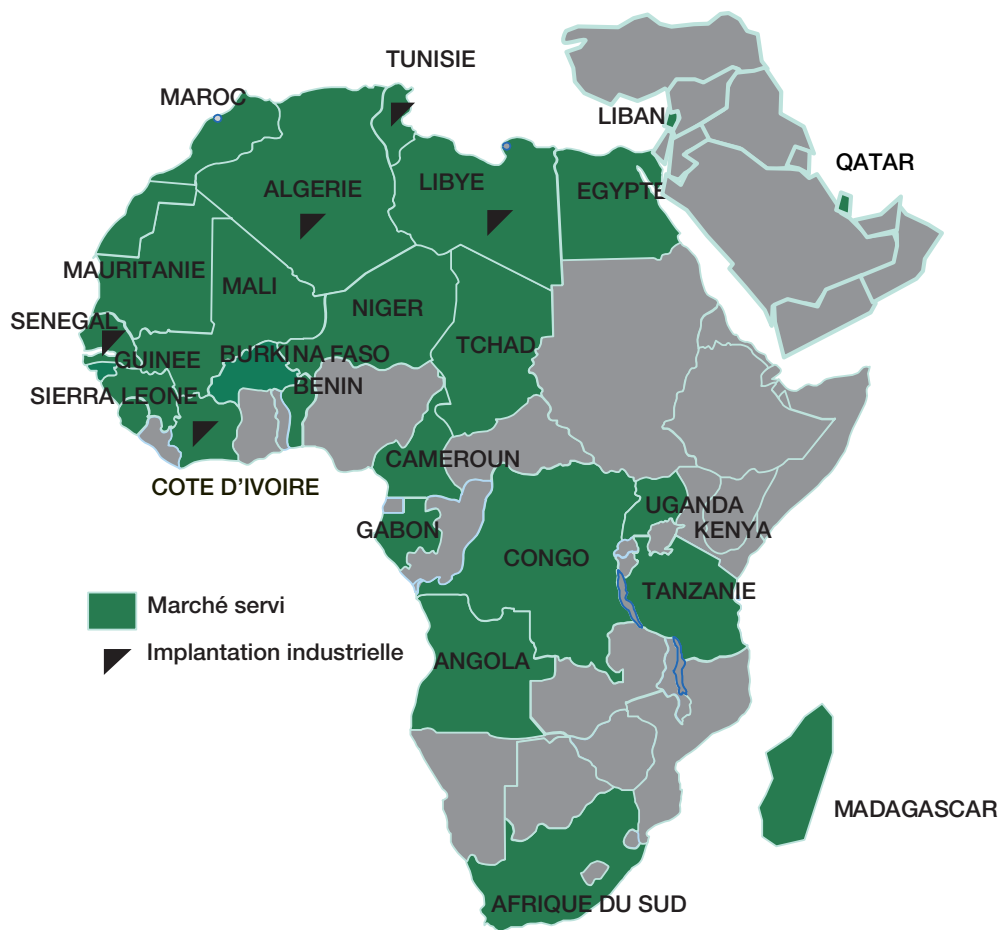 TUNISIE
MAROC
LIBAN
QATAR
ALGERIE
LIBYE
EGYPTE
MAURITANIE
MALI
NIGER
SENEGAL
TCHAD
GUINEE
BURKINA FASO
SIERRA LEONE
BENIN
CAMEROUN
COTE D'IVOIRE
UGANDA
GABON
KENYA
CONGO
TANZANIE
Marché servi
Implantation industrielle
ANGOLA
MADAGASCAR
AFRIQUE DU SUD